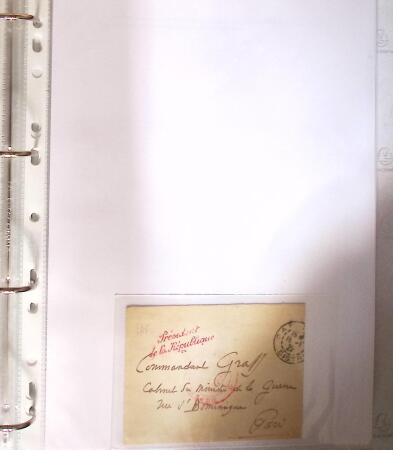 Président
de la République
Commandant Graff
Cabinet du Ministre de la Guerre
rue St Dominique
Paris